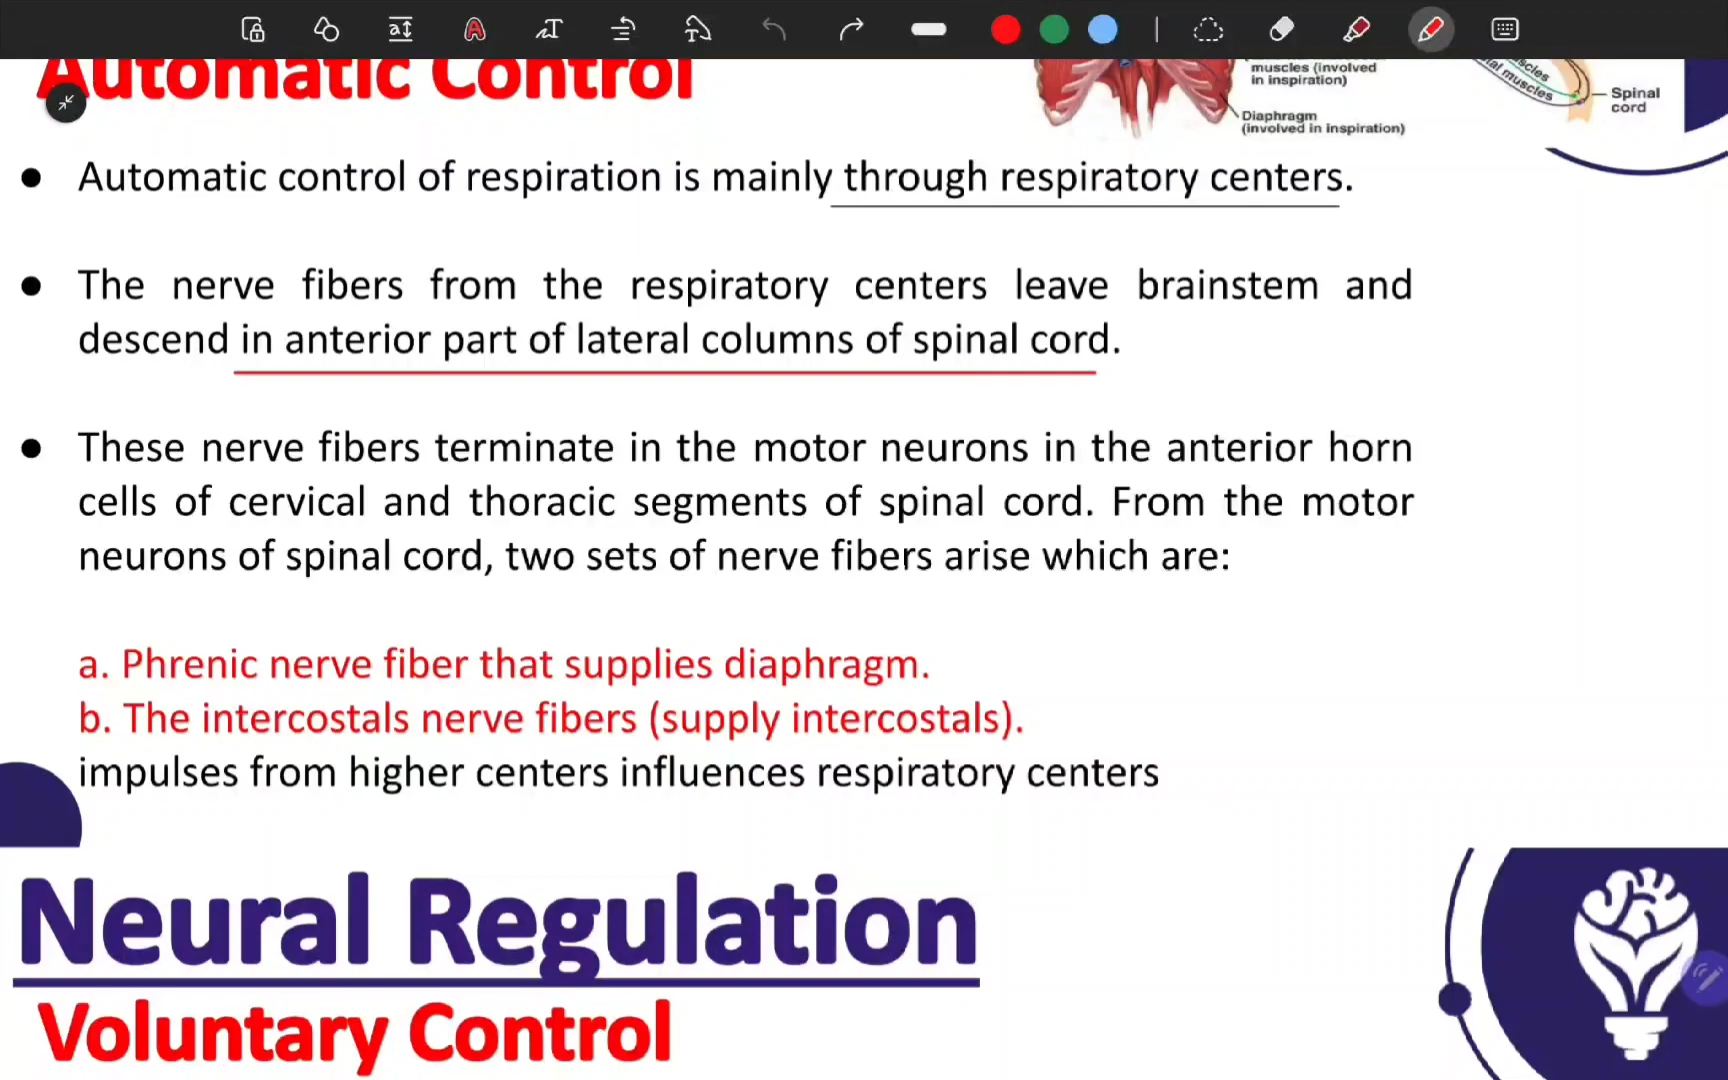 Automatic Control
muscles (involved
in inspiration)
Diaphragm
(involved in inspiration)
muscles
Spinal
cord
● Automatic control of respiration is mainly through respiratory centers.
● The nerve fibers from the respiratory centers leave brainstem and
descend in anterior part of lateral columns of spinal cord.
● These nerve fibers terminate in the motor neurons in the anterior horn
cells of cervical and thoracic segments of spinal cord. From the motor
neurons of spinal cord, two sets of nerve fibers arise which are:
a. Phrenic nerve fiber that supplies diaphragm.
b. The intercostals nerve fibers (supply intercostals).
impulses from higher centers influences respiratory centers
Neural Regulation
Voluntary Control